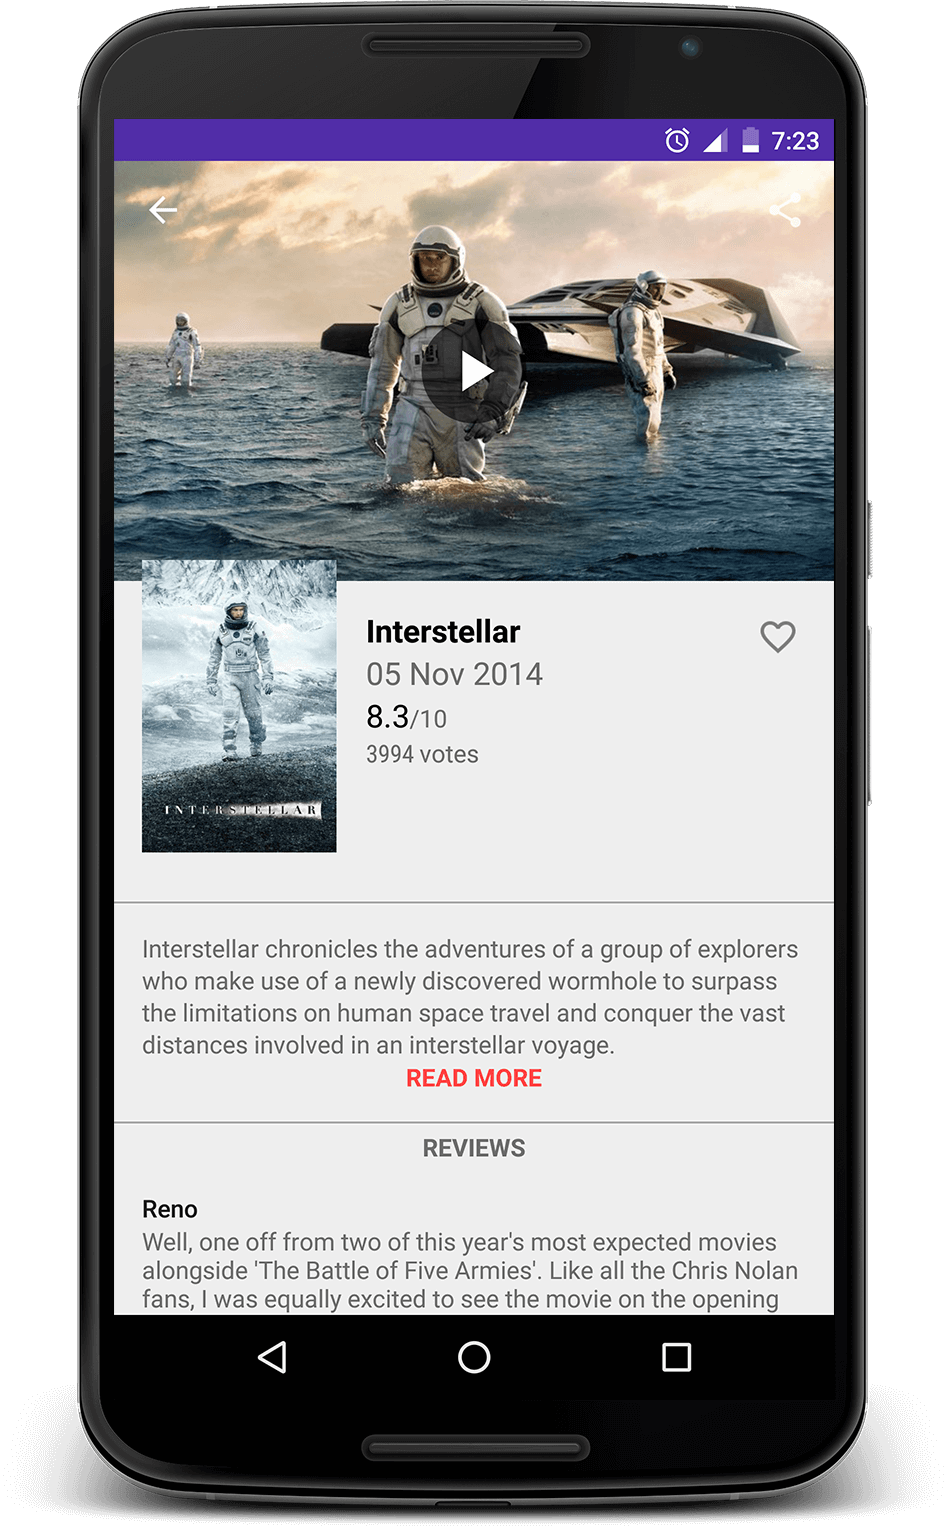 7:23
Interstellar
05 Nov 2014
8.3/10
3994 votes
INTERSTELLAR
Interstellar chronicles the adventures of a group of explorers
who make use of a newly discovered wormhole to surpass
the limitations on human space travel and conquer the vast
distances involved in an interstellar voyage.
READ MORE
REVIEWS
Reno
Well, one off from two of this year's most expected movies
alongside 'The Battle of Five Armies'. Like all the Chris Nolan
fans, I was equally excited to see the movie on the opening